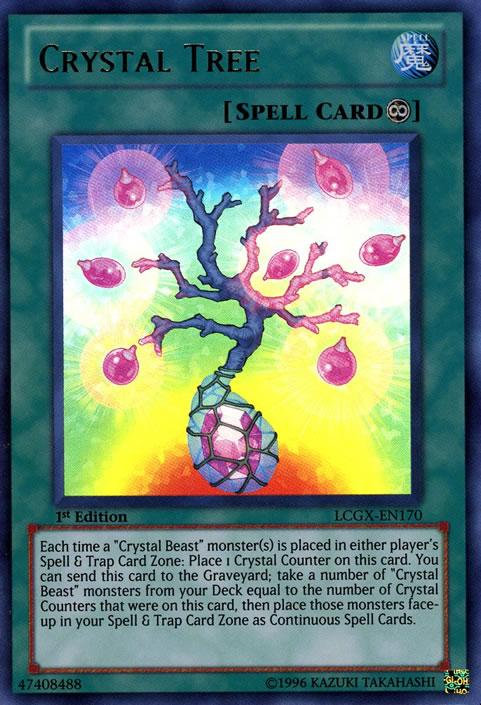 CRYSTAL TREE
SPELL
魔
[SPELL CARD]
1st Edition
LCGX-EN170
Each time a "Crystal Beast" monster(s) is placed in either player's
Spell & Trap Card Zone: Place 1 Crystal Counter on this card. You
can send this card to the Graveyard; take a number of "Crystal
Beast" monsters from your Deck equal to the number of Crystal
Counters that were on this card, then place those monsters face-
up in your Spell & Trap Card Zone as Continuous Spell Cards.
47408488
©1996 KAZUKI TAKAHASHI